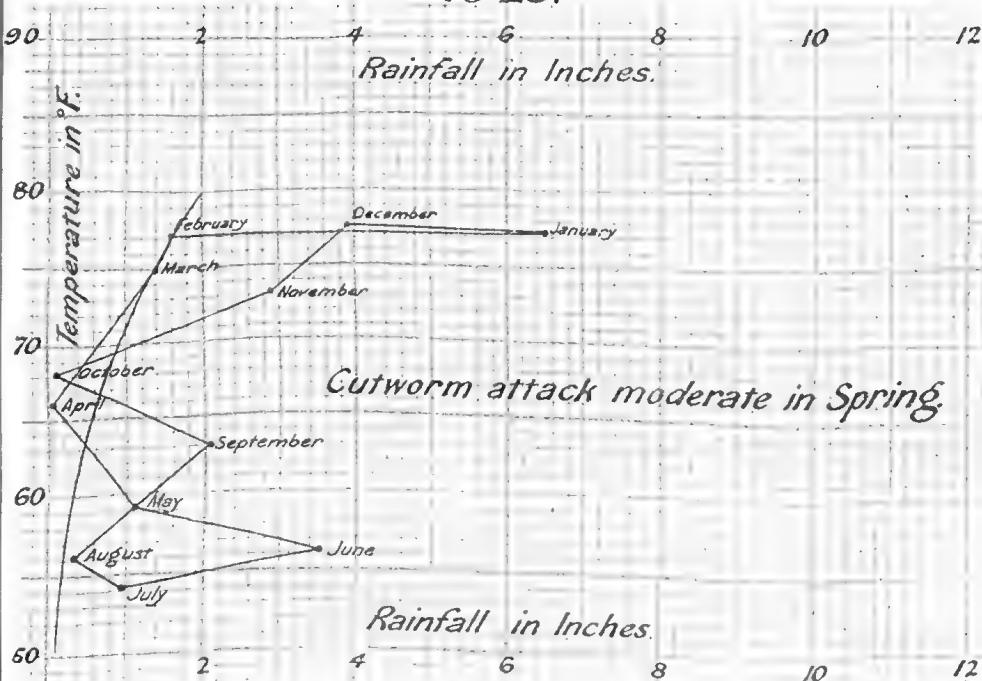 90 2 4 6 8 10 12
Rainfall in Inches.
Temperature in °F.
80
December
February
January
March
November
70
October.
Cutworm attack moderate in Spring.
Apri
September
60
May
June
August
July
Rainfall in Inches.
50
2 4 6 8 10 12